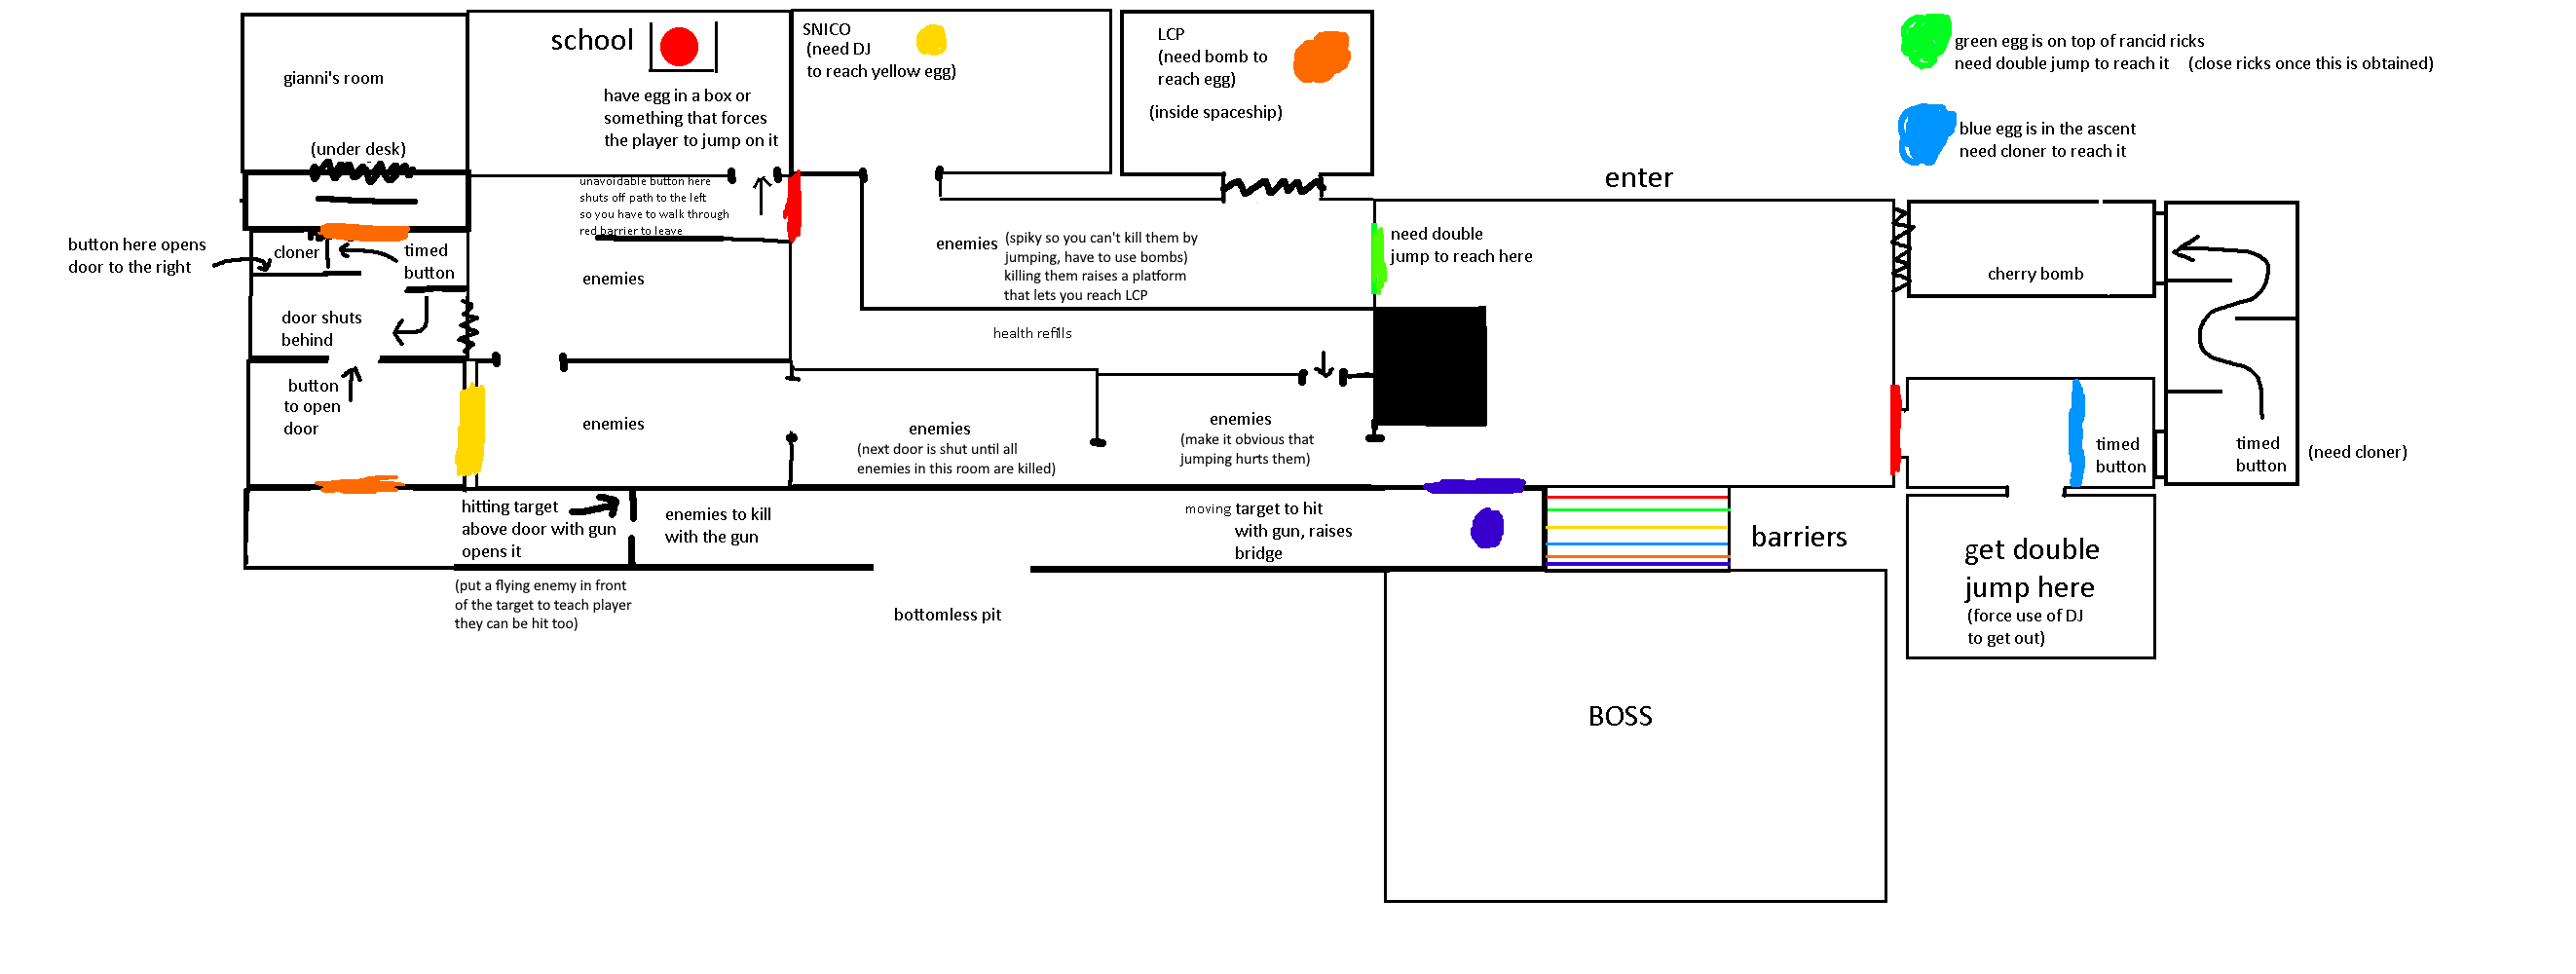 gianni's room
(under desk)
school
have egg in a box or
something that forces
the player to jump on it
unavoidable button here
shuts off path to the left
so you have to walk through
red barrier to leave
SNICO
(need DJ
to reach yellow egg)
LCP
(need bomb to
reach egg)
(inside spaceship)
green egg is on top of rancid ricks
need double jump to reach it (close ricks once this is obtained)
blue egg is in the ascent
need cloner to reach it
enter
button here opens
door to the right
cloner
timed
button
door shuts
behind
enemies
enemies (spiky so you can't kill them by
jumping, have to use bombs)
killing them raises a platform
that lets you reach LCP
need double
jump to reach here
cherry bomb
health refills
button
to open
door
enemies
enemies
(next door is shut until all
enemies in this room are killed)
enemies
(make it obvious that
jumping hurts them)
timed
button
timed
button
(need cloner)
hitting target
above door with gun
opens it
enemies to kill
with the gun
moving target to hit
with gun, raises
bridge
barriers
get double
jump here
(force use of DJ
to get out)
(put a flying enemy in front
of the target to teach player
they can be hit too)
bottomless pit
BOSS